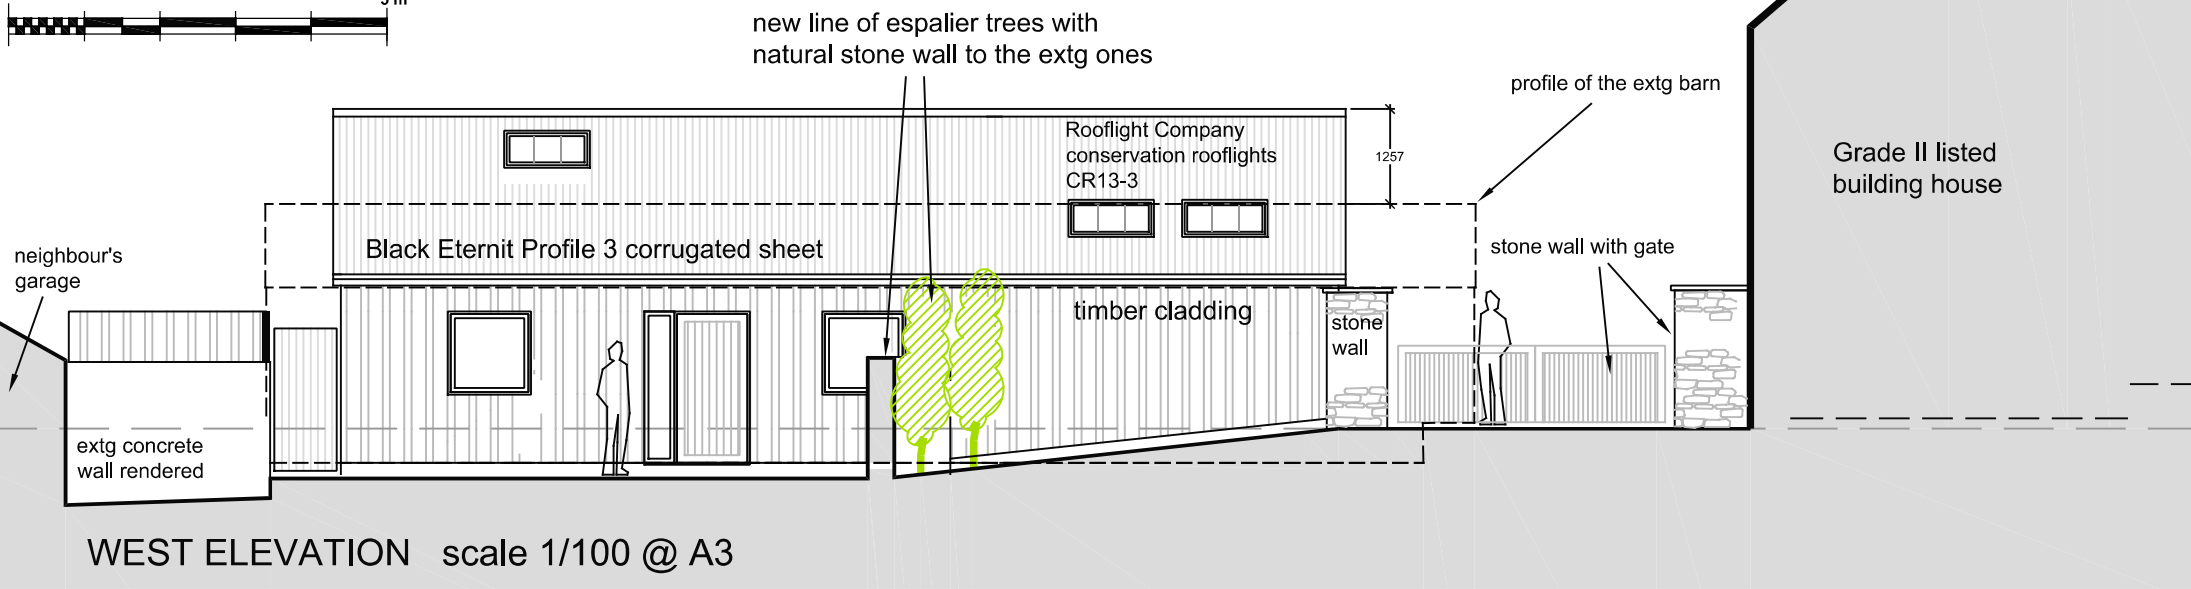 5 m
new line of espalier trees with
natural stone wall to the extg ones
profile of the extg barn
Rooflight Company
conservation rooflights
CR13-3
1257
Grade II listed
building house
neighbour's
garage
Black Eternit Profile 3 corrugated sheet
stone wall with gate
timber cladding
stone
wall
extg concrete
wall rendered
WEST ELEVATION scale 1/100 @ A3